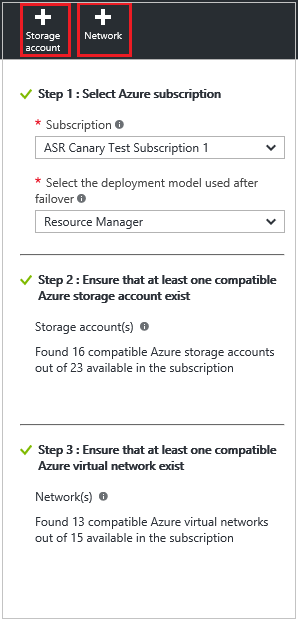 Storage account
Network
Step 1 : Select Azure subscription
* Subscription
ASR Canary Test Subscription 1
* Select the deployment model used after
failover
Resource Manager
Step 2 : Ensure that at least one compatible
Azure storage account exist
Storage account(s)
Found 16 compatible Azure storage accounts
out of 23 available in the subscription
Step 3 : Ensure that at least one compatible
Azure virtual network exist
Network(s)
Found 13 compatible Azure virtual networks
out of 15 available in the subscription